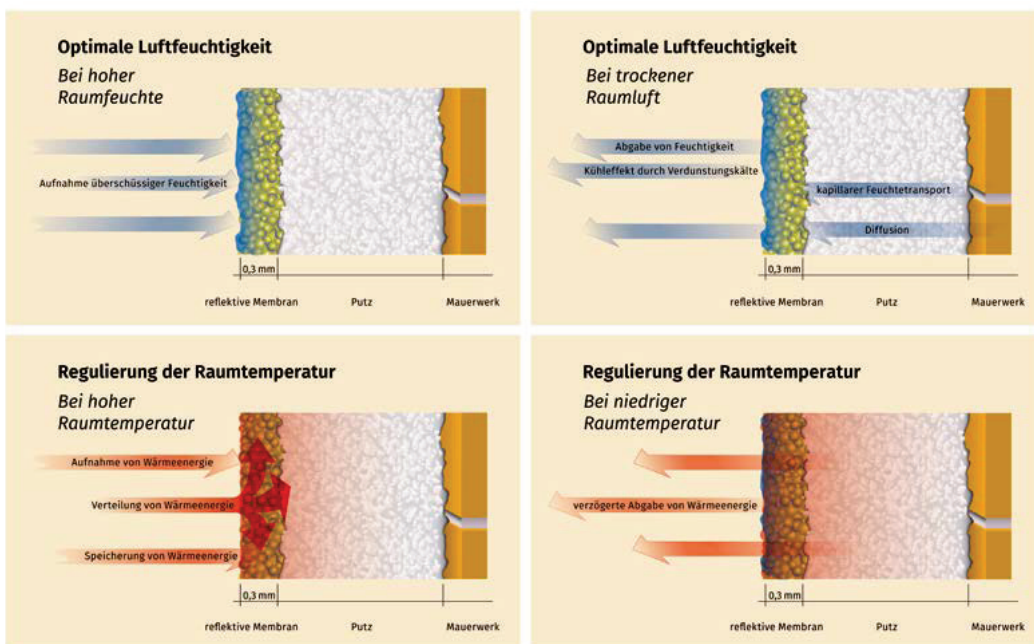 Optimale Luftfeuchtigkeit
Bei hoher
Raumfeuchte
Aufnahme überschüssiger Feuchtigkeit
0,3 mm
reflektive Membran
Putz
Mauerwerk
Optimale Luftfeuchtigkeit
Bei trockener
Raumluft
Abgabe von Feuchtigkeit
Kühleffekt durch Verdunstungskälte
kapillarer Feuchtetransport
Diffusion
0,3 mm
reflektive Membran
Putz
Mauerwerk
Regulierung der Raumtemperatur
Bei hoher
Raumtemperatur
Aufnahme von Wärmeenergie
Verteilung von Wärmeenergie
Speicherung von Wärmeenergie
0,3 mm
reflektive Membran
Putz
Mauerwerk
Regulierung der Raumtemperatur
Bei niedriger
Raumtemperatur
verzögerte Abgabe von Wärmeenergie
0,3 mm
reflektive Membran
Putz
Mauerwerk